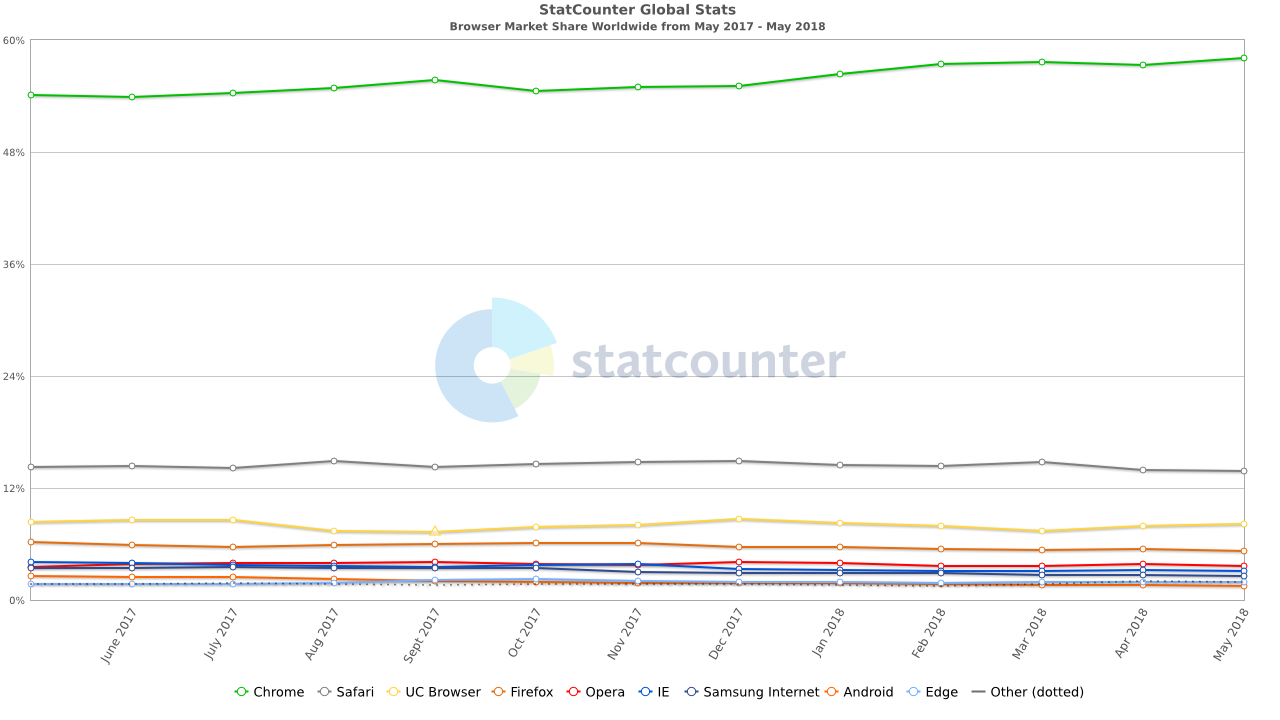 StatCounter Global Stats
Browser Market Share Worldwide from May 2017 - May 2018
60%
48%
36%
24%
12%
0%
statcounter
June 2017
July 2017
Aug 2017
Sept 2017
Oct 2017
Nov 2017
Dec 2017
Jan 2018
Feb 2018
Mar 2018
Apr 2018
May 2018
Chrome Safari UC Browser Firefox Opera IE Samsung Internet Android Edge Other (dotted)